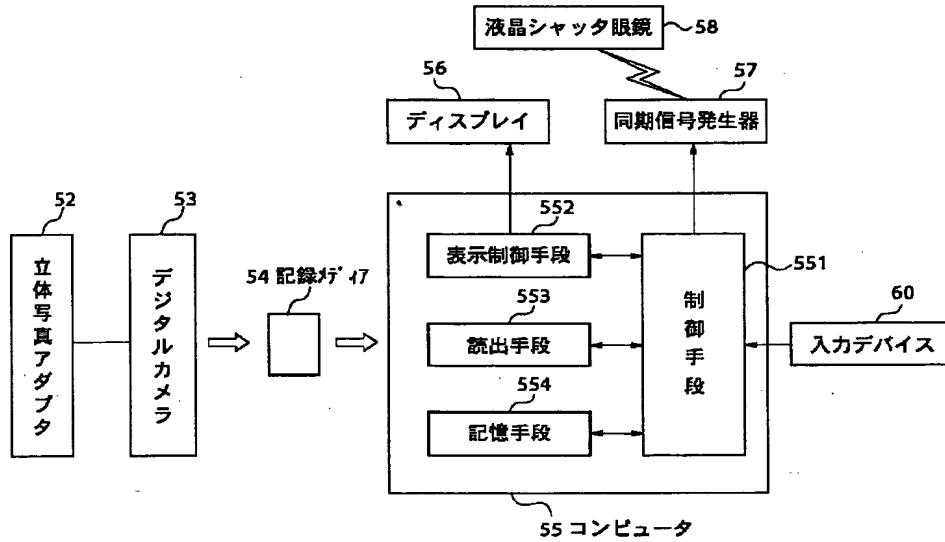 液晶シャッタ眼鏡
58
56
57
ディスプレイ
同期信号発生器
52
53
552
表示制御手段
551
立体写真アダプタ
デジタルカメラ
54 記録メディア
553
読出手段
制御手段
60
入力デバイス
554
記憶手段
55 コンピュータ